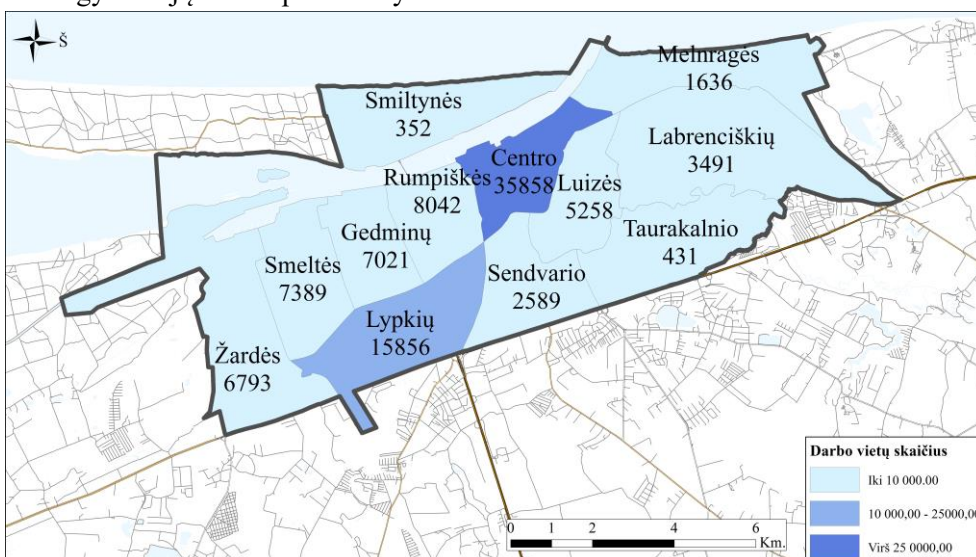 Š
Melnragės
1636
Smiltynės
352
Labrenciškių
3491
Centro
35858
Rumpiškės
8042
Luizės
5258
Gedminų
7021
Taurakalnio
431
Smeltės
7389
Sendvario
2589
Lypkių
15856
Žardės
6793
Darbo vietų skaičius
Iki 10 000.00
10 000,00 - 25000,00
Virš 25 0000,00
0 1 2 4 6
Km.